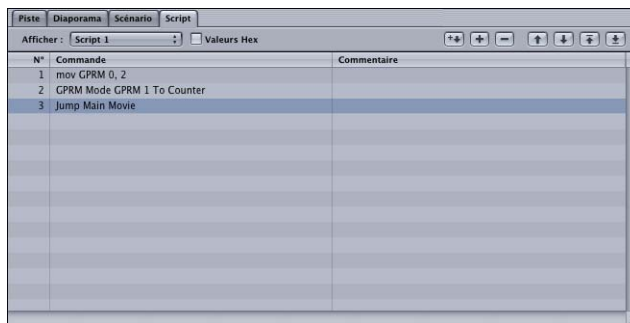 Piste Diaporama Scénario Script
Afficher : Script 1 Valeurs Hex
N° Commande Commentaire
1 mov GPRM 0, 2
2 GPRM Mode GPRM 1 To Counter
3 Jump Main Movie